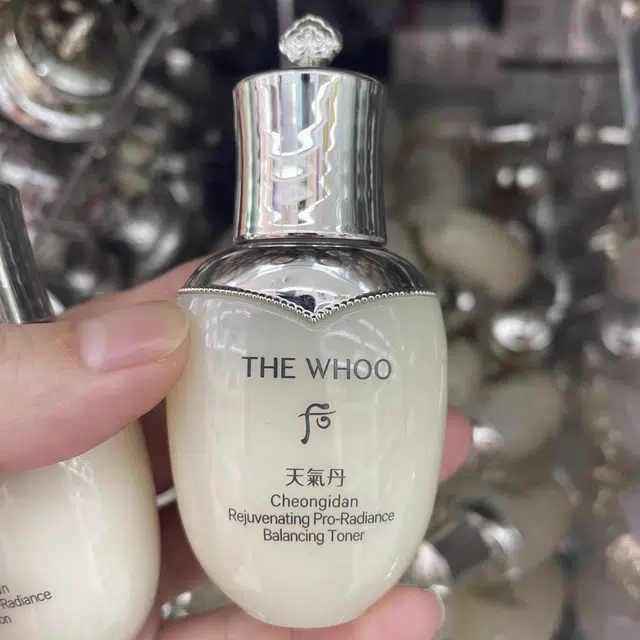 THE WHOO
天氣丹
Cheongidan
Rejuvenating Pro-Radiance
Balancing Toner
Radiance